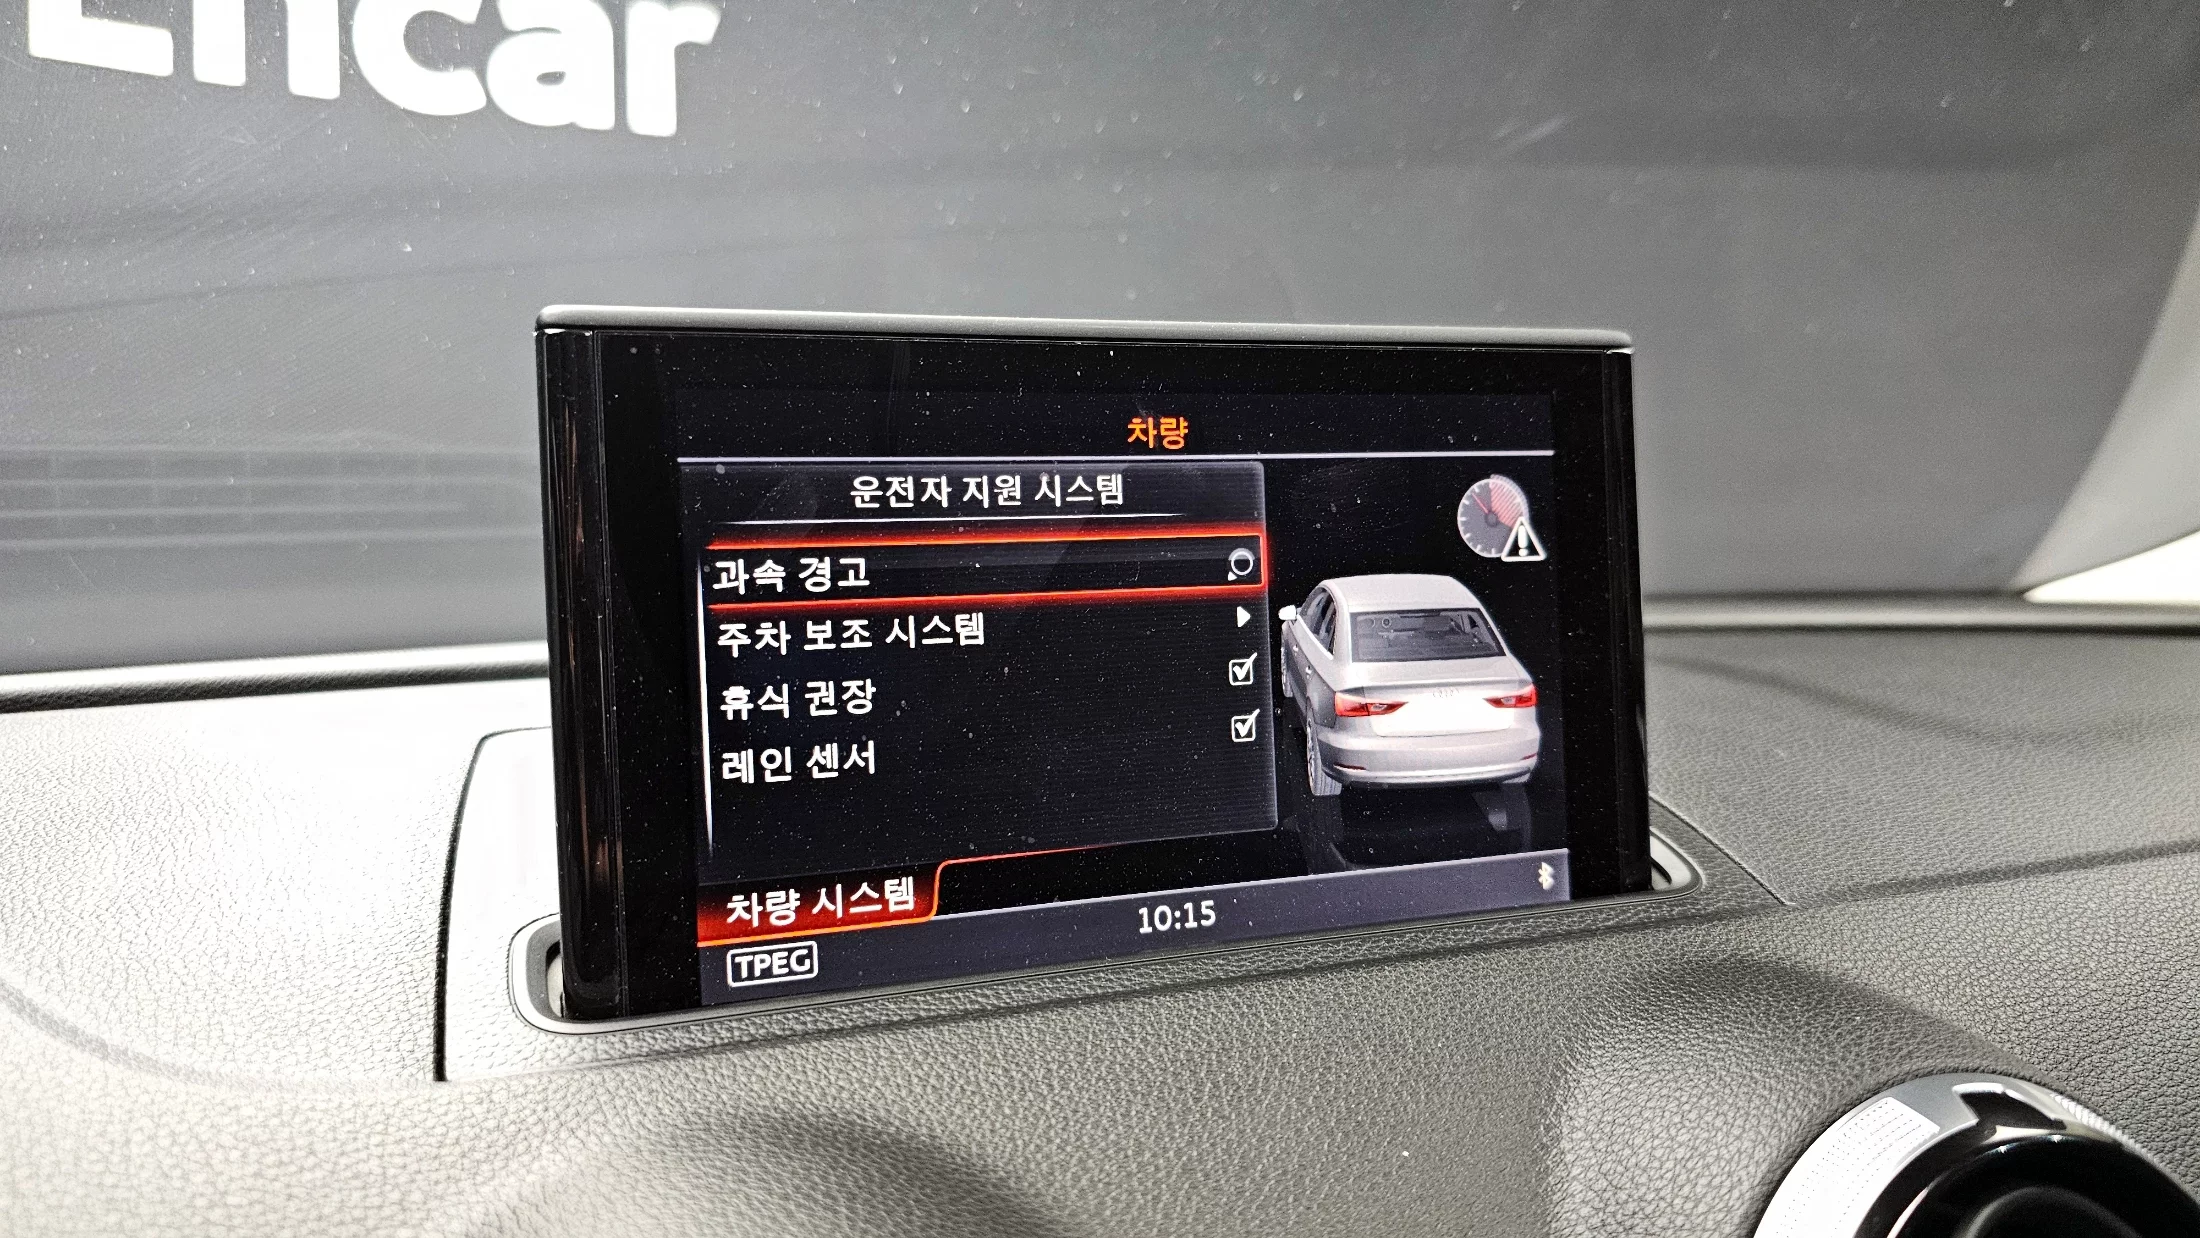 Encar
차량
운전자 지원 시스템
과속 경고
주차 보조 시스템
휴식 권장
레인 센서
차량 시스템
10:15
TPEG